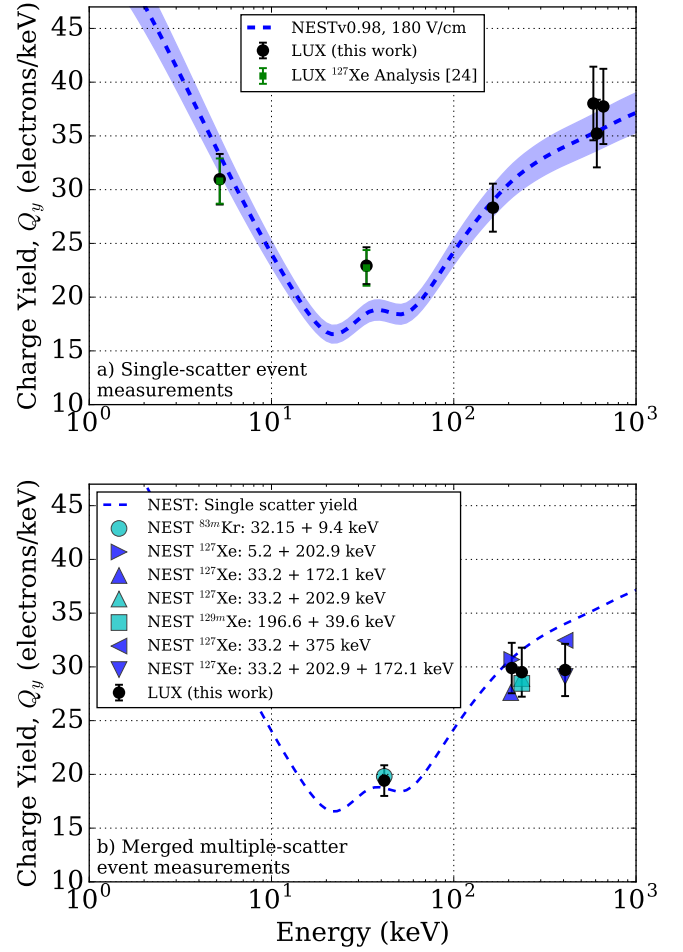 45
40
35
30
25
20
15
10
Charge Yield, Q_y (electrons/keV)
NESTv0.98, 180 V/cm
LUX (this work)
LUX ¹²⁷Xe Analysis [24]
a) Single-scatter event
measurements
10⁰ 10¹ 10² 10³
45
40
35
30
25
20
15
10
Charge Yield, Q_y (electrons/keV)
NEST: Single scatter yield
NEST ⁸³ᵐKr: 32.15 + 9.4 keV
NEST ¹²⁷Xe: 5.2 + 202.9 keV
NEST ¹²⁷Xe: 33.2 + 172.1 keV
NEST ¹²⁷Xe: 33.2 + 202.9 keV
NEST ¹²⁹ᵐXe: 196.6 + 39.6 keV
NEST ¹²⁷Xe: 33.2 + 375 keV
NEST ¹²⁷Xe: 33.2 + 202.9 + 172.1 keV
LUX (this work)
b) Merged multiple-scatter
event measurements
10⁰ 10¹ 10² 10³
Energy (keV)